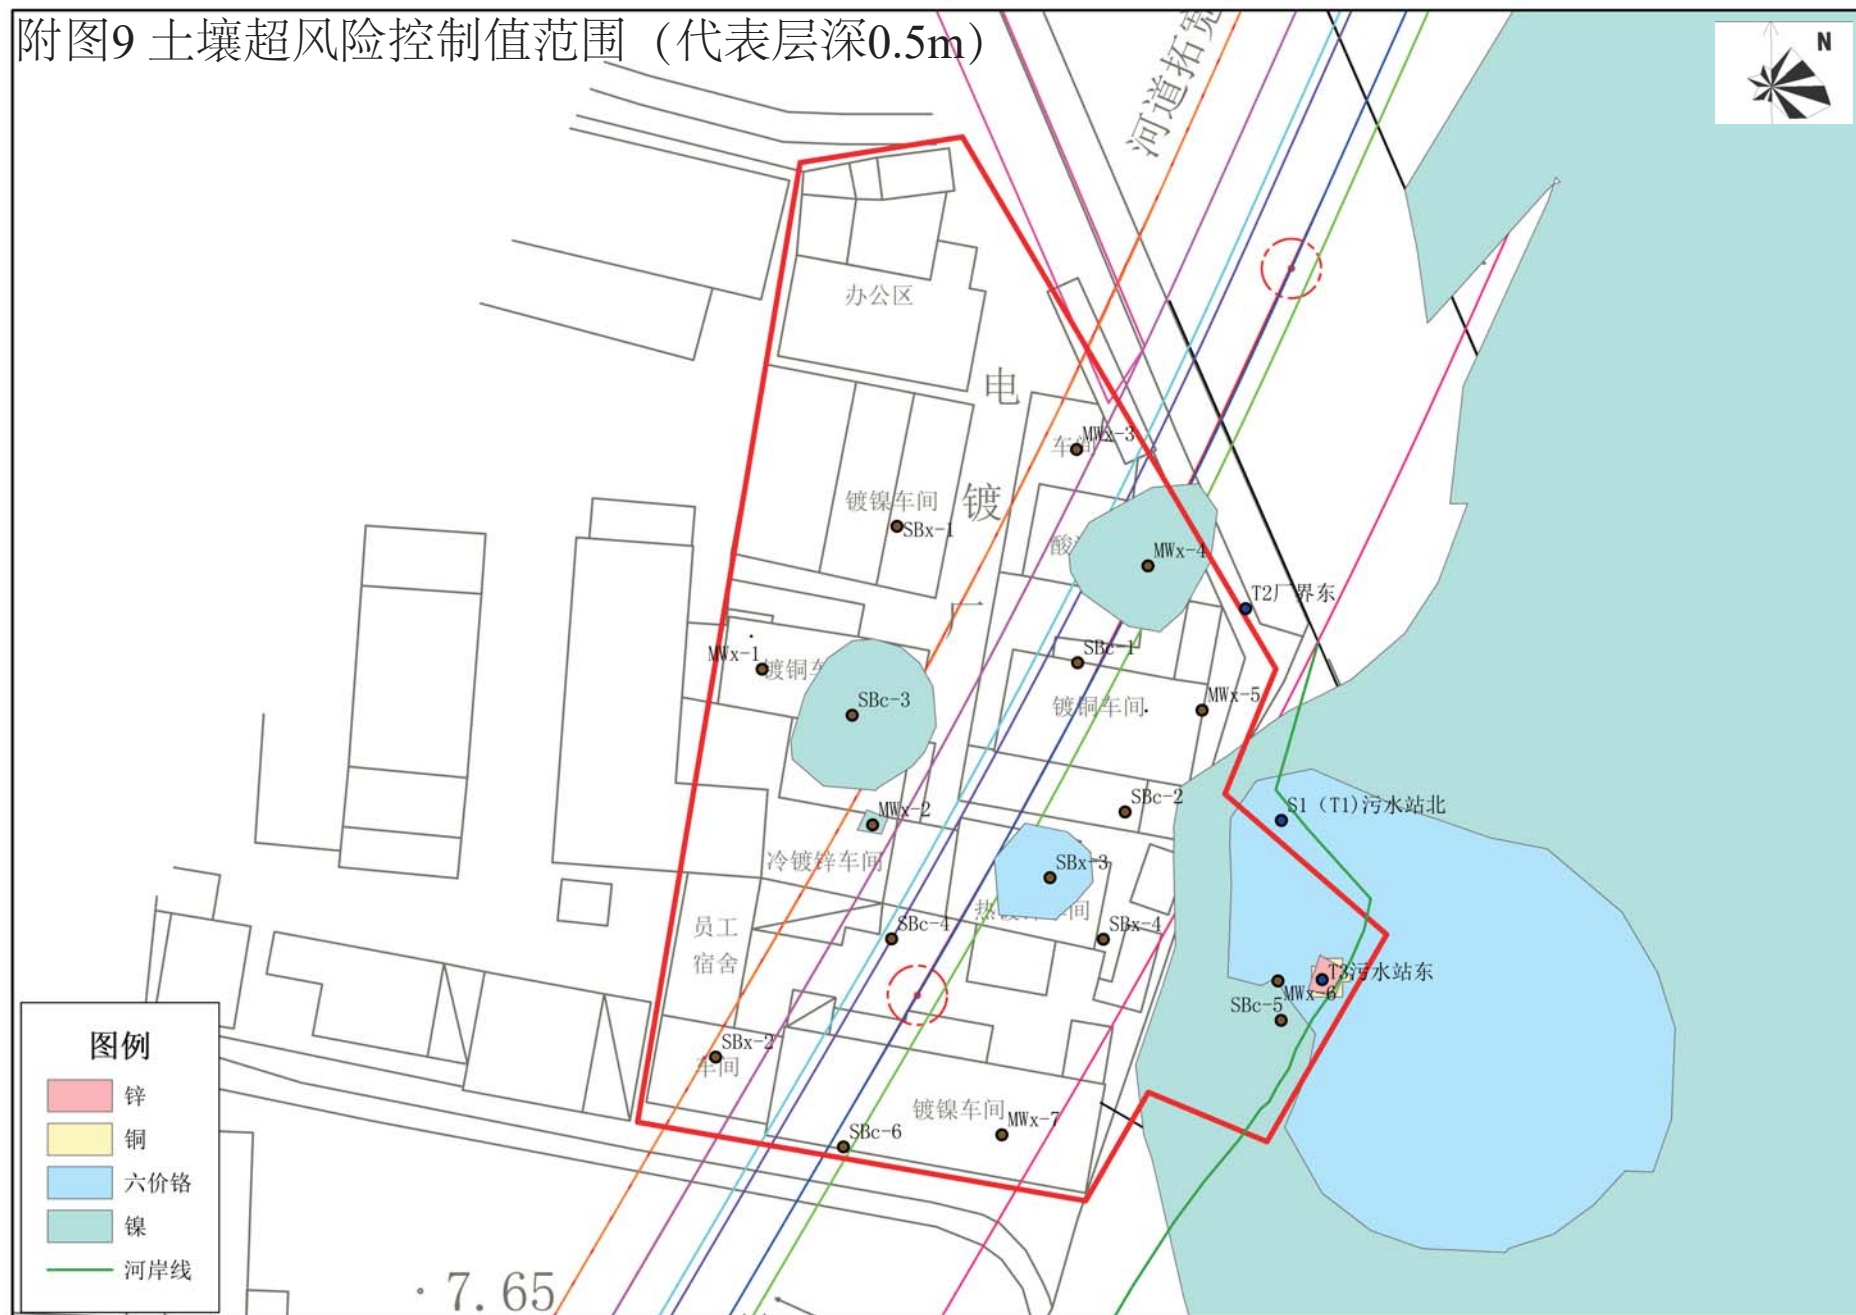 附图9 土壤超风险控制值范围（代表层深0.5m）
N
河道拓宽
办公区
电
镀
厂
车间
MWx-3
镀镍车间
SBx-1
MWx-4
T2厂界东
SBc-1
MWx-1
镀铜车
SBc-3
镀铜车间
MWx-5
MWx-2
SBc-2
S1（T1)污水站北
冷镀锌车间
SBx-3
员工
宿舍
SBc-4
SBx-4
T3污水站东
MWx-6
SBc-5
SBx-2
车间
镀镍车间
MWx-7
SBc-6
7.65
图例
锌
铜
六价铬
镍
河岸线